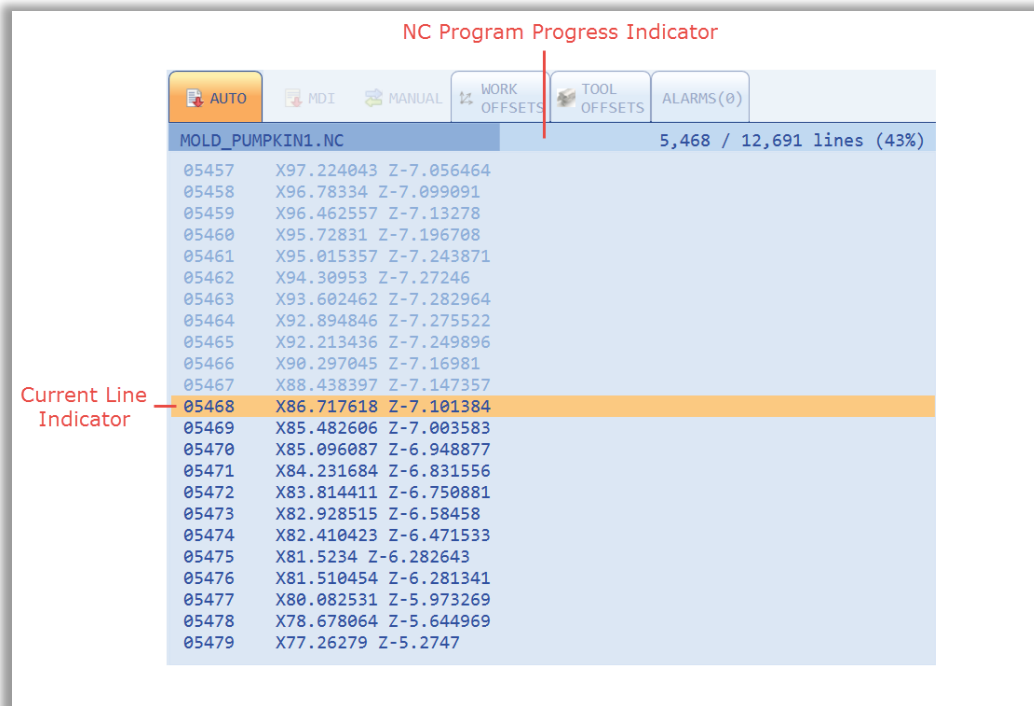 NC Program Progress Indicator
AUTO
MDI
MANUAL
WORK
OFFSETS
TOOL
OFFSETS
ALARMS(0)
MOLD_PUMPKIN1.NC 5,468 / 12,691 lines (43%)
05457 X97.224043 Z-7.056464
05458 X96.78334 Z-7.099091
05459 X96.462557 Z-7.13278
05460 X95.72831 Z-7.196708
05461 X95.015357 Z-7.243871
05462 X94.30953 Z-7.27246
05463 X93.602462 Z-7.282964
05464 X92.894846 Z-7.275522
05465 X92.213436 Z-7.249896
05466 X90.297045 Z-7.16981
05467 X88.438397 Z-7.147357
Current Line
Indicator
05468 X86.717618 Z-7.101384
05469 X85.482606 Z-7.003583
05470 X85.096087 Z-6.948877
05471 X84.231684 Z-6.831556
05472 X83.814411 Z-6.750881
05473 X82.928515 Z-6.58458
05474 X82.410423 Z-6.471533
05475 X81.5234 Z-6.282643
05476 X81.510454 Z-6.281341
05477 X80.082531 Z-5.973269
05478 X78.678064 Z-5.644969
05479 X77.26279 Z-5.2747